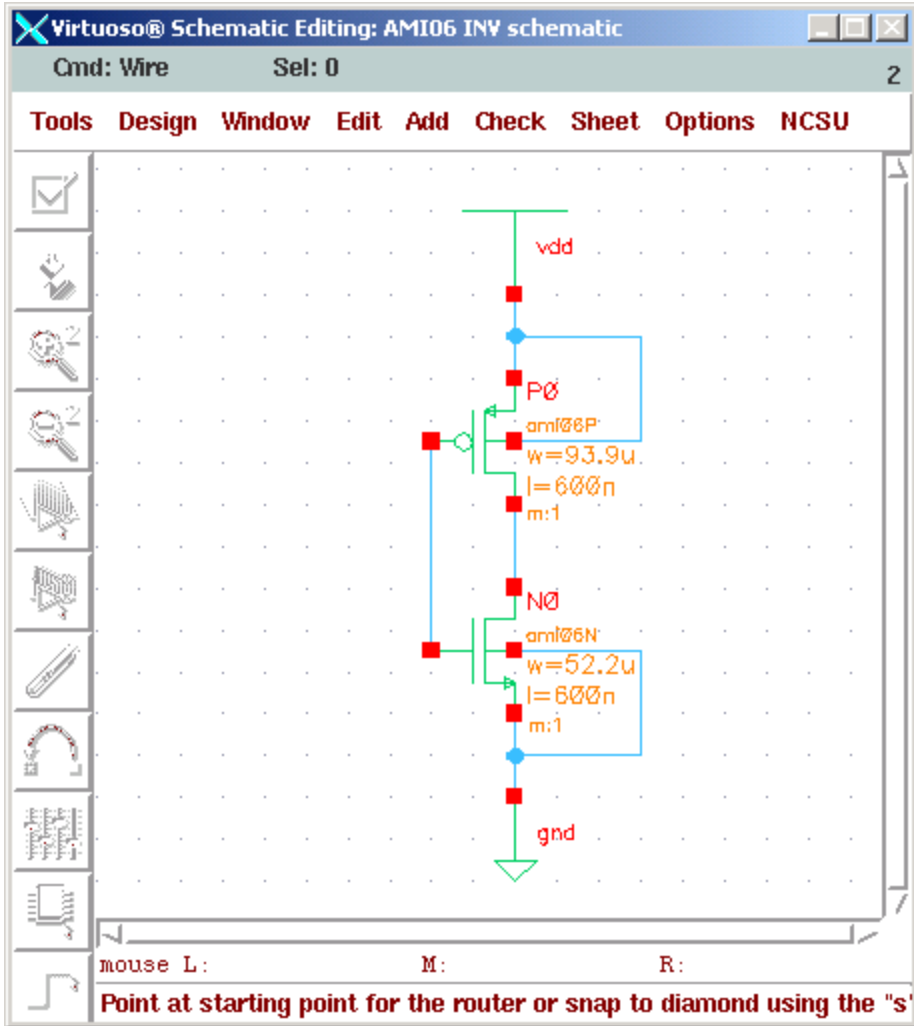 Virtuoso® Schematic Editing: AMI06 INV schematic
Cmd: Wire Sel: 0 2
Tools Design Window Edit Add Check Sheet Options NCSU
vdd
P0
ami06P
w=93.9u
l=600n
m:1
N0
ami06N
w=52.2u
l=600n
m:1
gnd
mouse L: M: R:
Point at starting point for the router or snap to diamond using the "s"